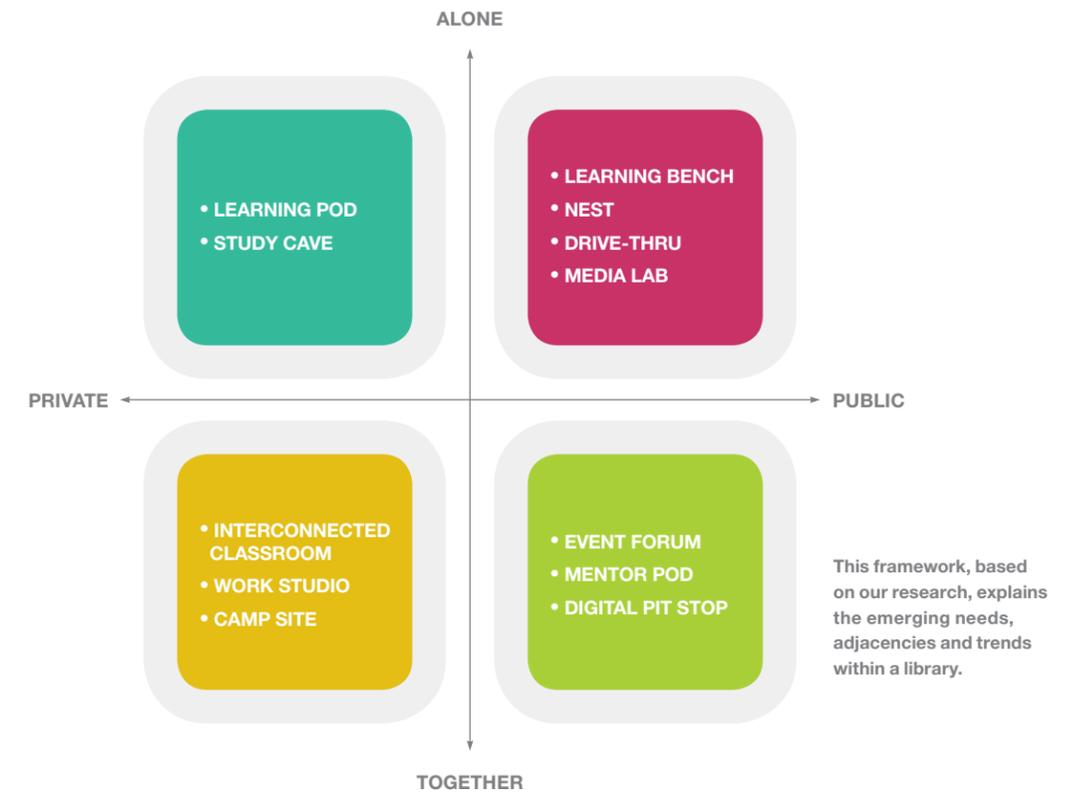 ALONE
• LEARNING POD
• STUDY CAVE
• LEARNING BENCH
• NEST
• DRIVE-THRU
• MEDIA LAB
PRIVATE
PUBLIC
• INTERCONNECTED
CLASSROOM
• WORK STUDIO
• CAMP SITE
• EVENT FORUM
• MENTOR POD
• DIGITAL PIT STOP
This framework, based
on our research, explains
the emerging needs,
adjacencies and trends
within a library.
TOGETHER